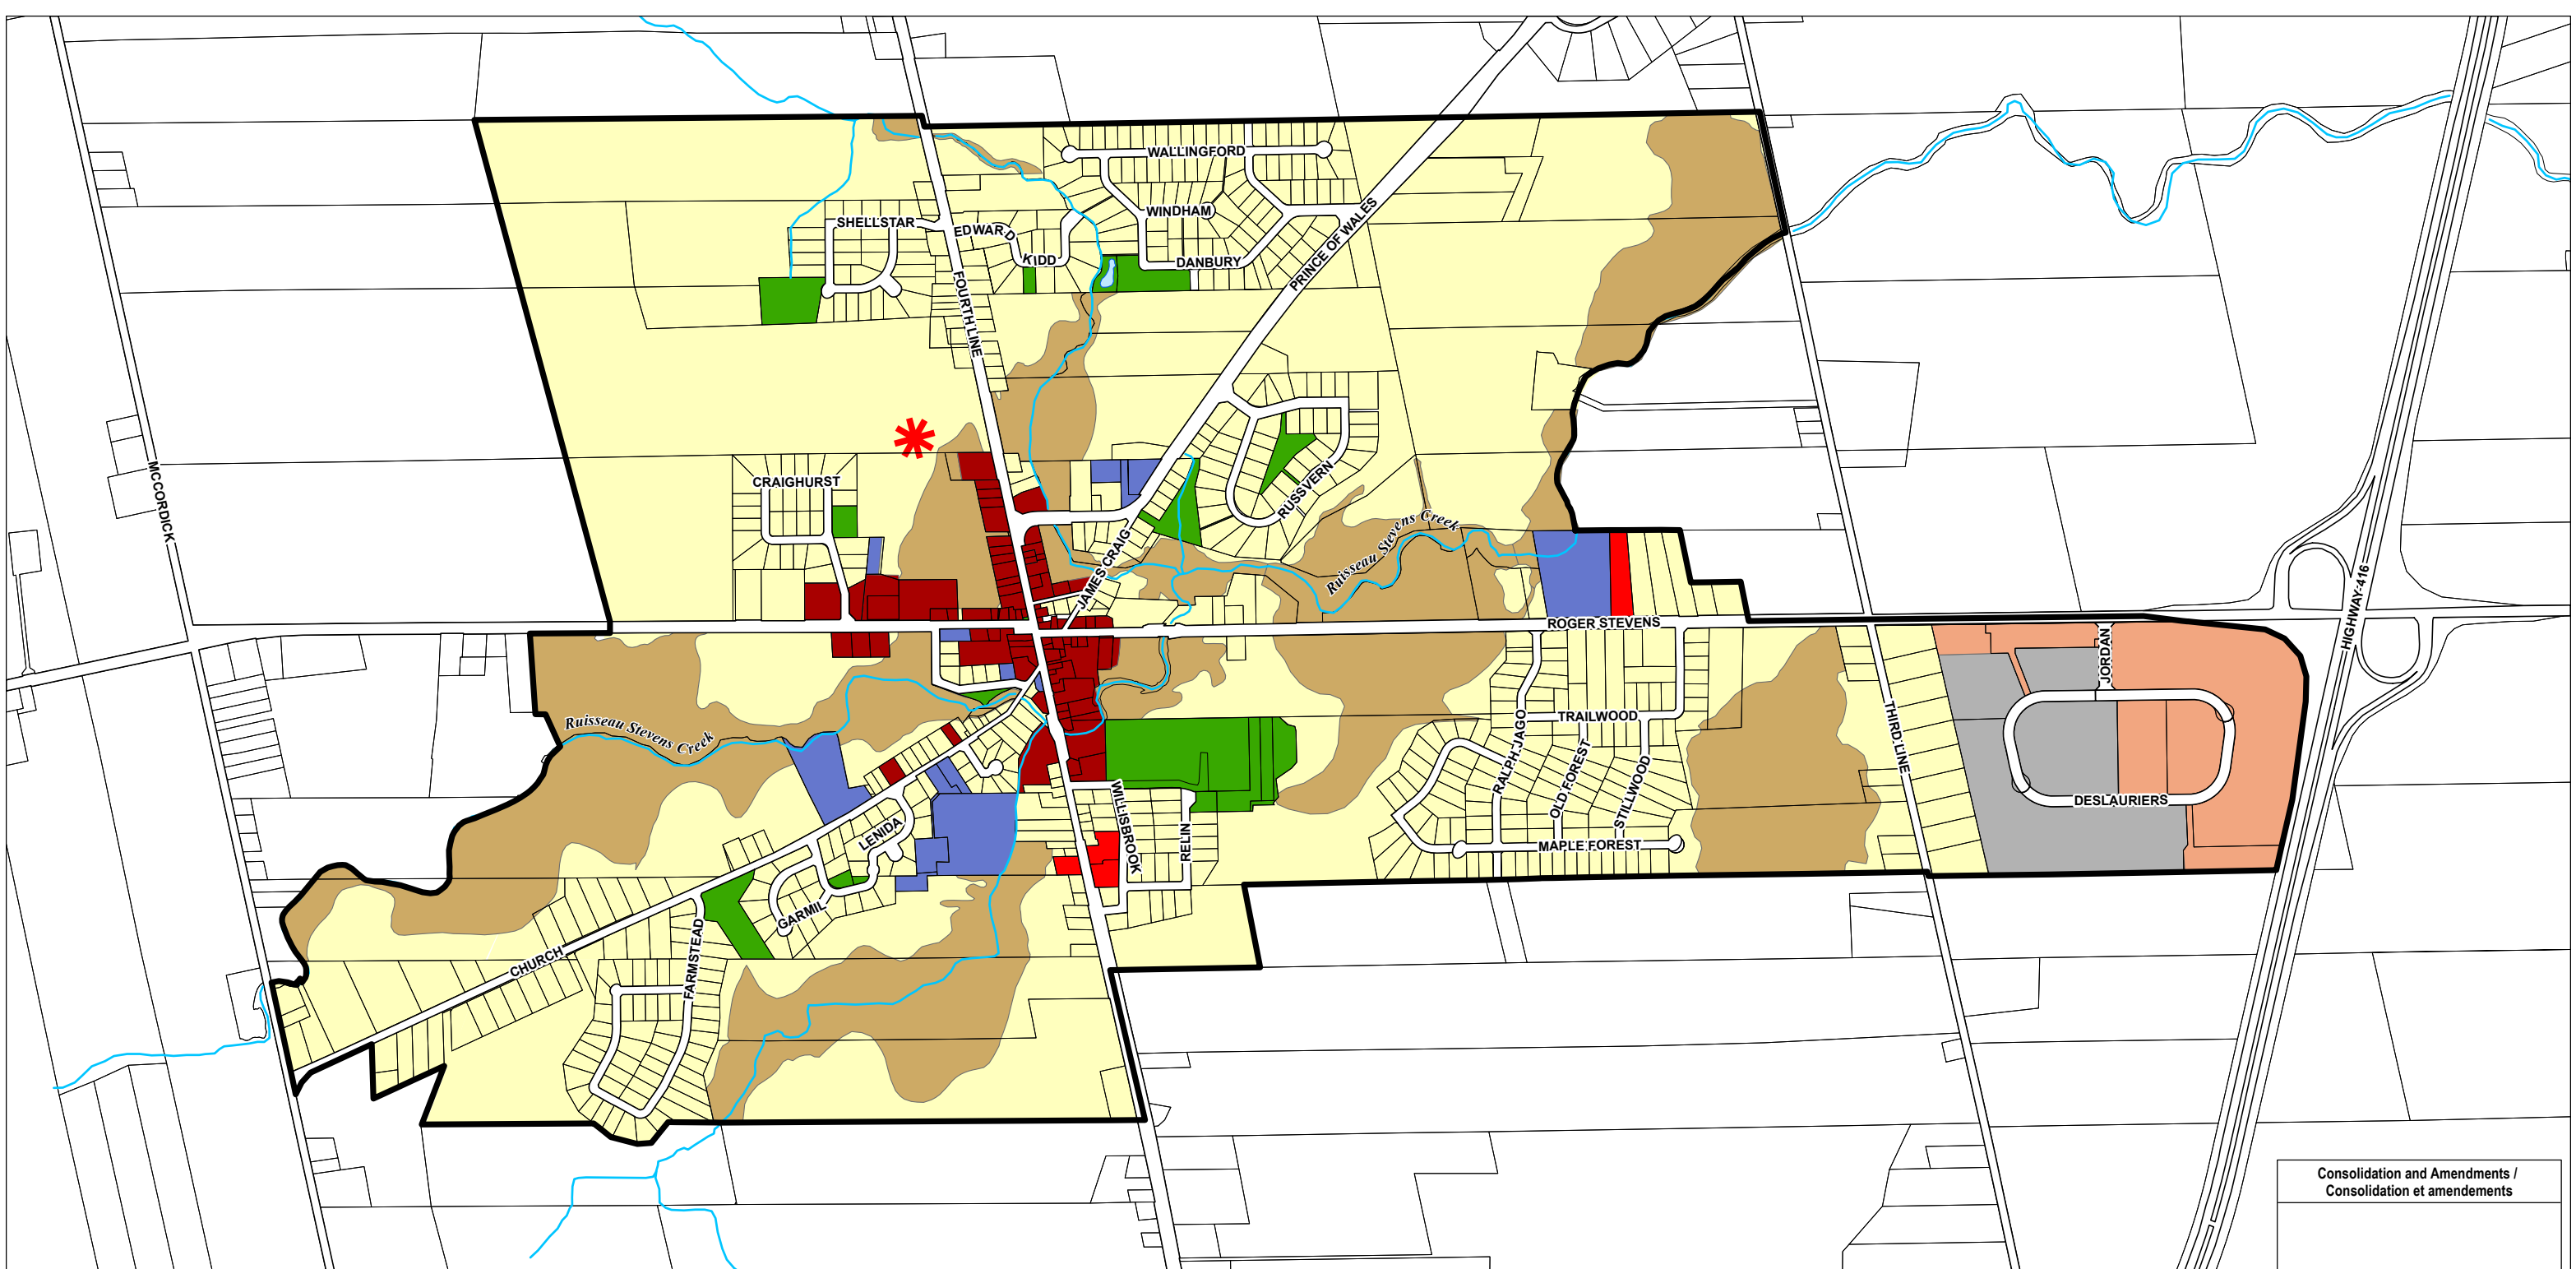 WALLINGFORD
SHELLSTAR
EDWARD
WINDHAM
KIDD
DANBURY
PRINCE OF WALES
FOURTH LINE
MCCORDICK
CRAIGHURST
RUSSVERN
JAMES CRAIG
Ruisseau Stevens Creek
HIGHWAY 416
ROGER STEVENS
JORDAN
Ruisseau Stevens Creek
RALPH JAGO
TRAILWOOD
THIRD LINE
OLD FOREST
STILLWOOD
DESLAURIERS
WILLISBROOK
RELIN
LENIDA
MAPLE FOREST
GARMIL
FARMSTEAD
CHURCH
Consolidation and Amendments /
Consolidation et amendements